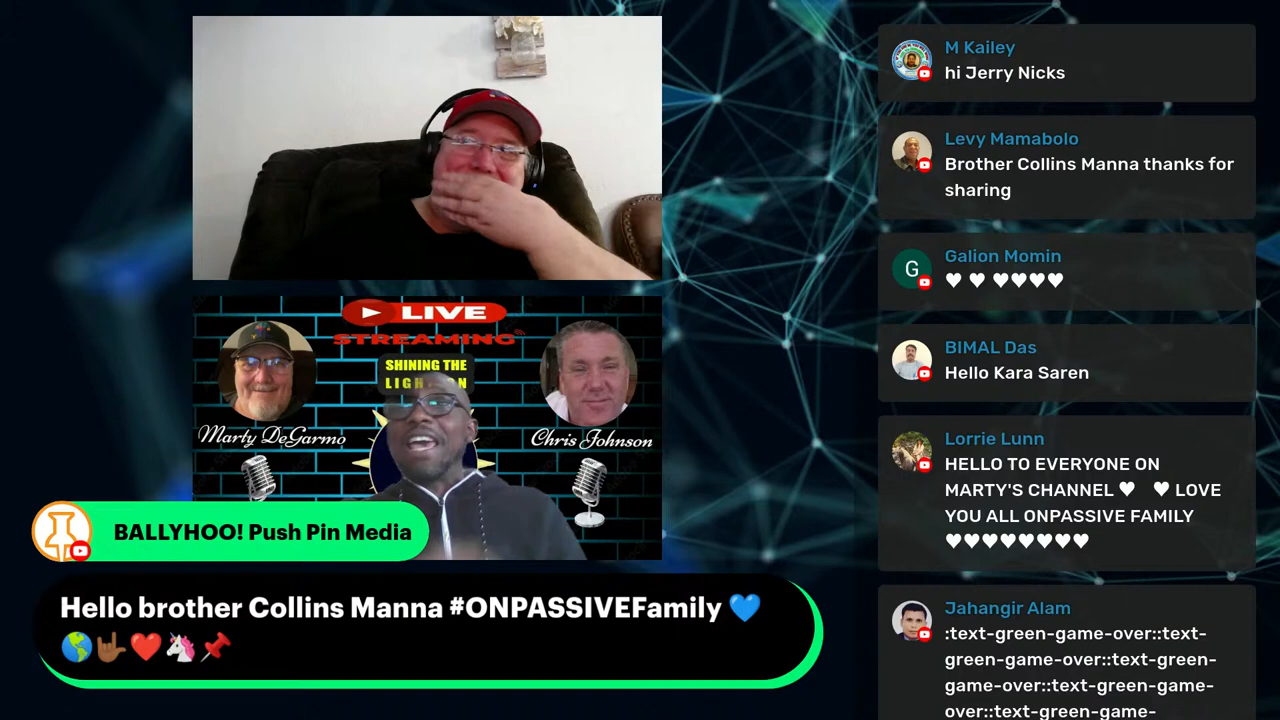 LIVE
STREAMING
SHINING THE
Marty DeGarmo
Chris Johnson
BALLYHOO! Push Pin Media
Hello brother Collins Manna #ONPASSIVEFamily 💙
🌎🤟🏾❤️🦄📌
M Kailey
hi Jerry Nicks
Levy Mamabolo
Brother Collins Manna thanks for
sharing
G
Galion Momin
♥ ♥ ♥♥♥♥
BIMAL Das
Hello Kara Saren
Lorrie Lunn
HELLO TO EVERYONE ON
MARTY'S CHANNEL ♥ ♥ LOVE
YOU ALL ONPASSIVE FAMILY
♥♥♥♥♥♥♥♥
Jahangir Alam
:text-green-game-over::text-
green-game-over::text-green-
game-over::text-green-game-
over::text-green-game-